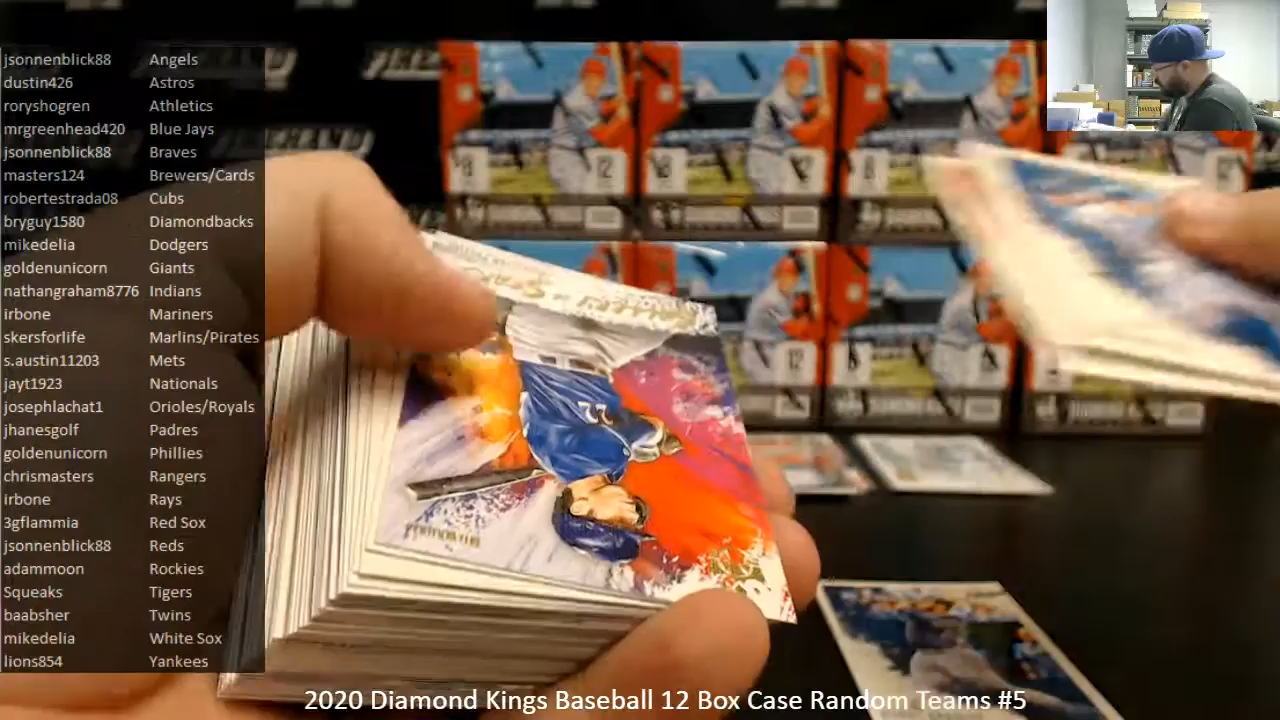 jsonnenblick88 Angels
dustin426 Astros
roryshogren Athletics
mrgreenhead420 Blue Jays
jsonnenblick88 Braves
masters124 Brewers/Cards
robertestrada08 Cubs
bryguy1580 Diamondbacks
mikedelia Dodgers
goldenunicorn Giants
nathangraham8776 Indians
irbone Mariners
skersforlife Marlins/Pirates
s.austin11203 Mets
jayt1923 Nationals
josephlachat1 Orioles/Royals
jhanesgolf Padres
goldenunicorn Phillies
chrismasters Rangers
irbone Rays
3gflammia Red Sox
jsonnenblick88 Reds
adammoon Rockies
Squeaks Tigers
baabsher Twins
mikedelia White Sox
lions854 Yankees
22
2020 Diamond Kings Baseball 12 Box Case Random Teams #5